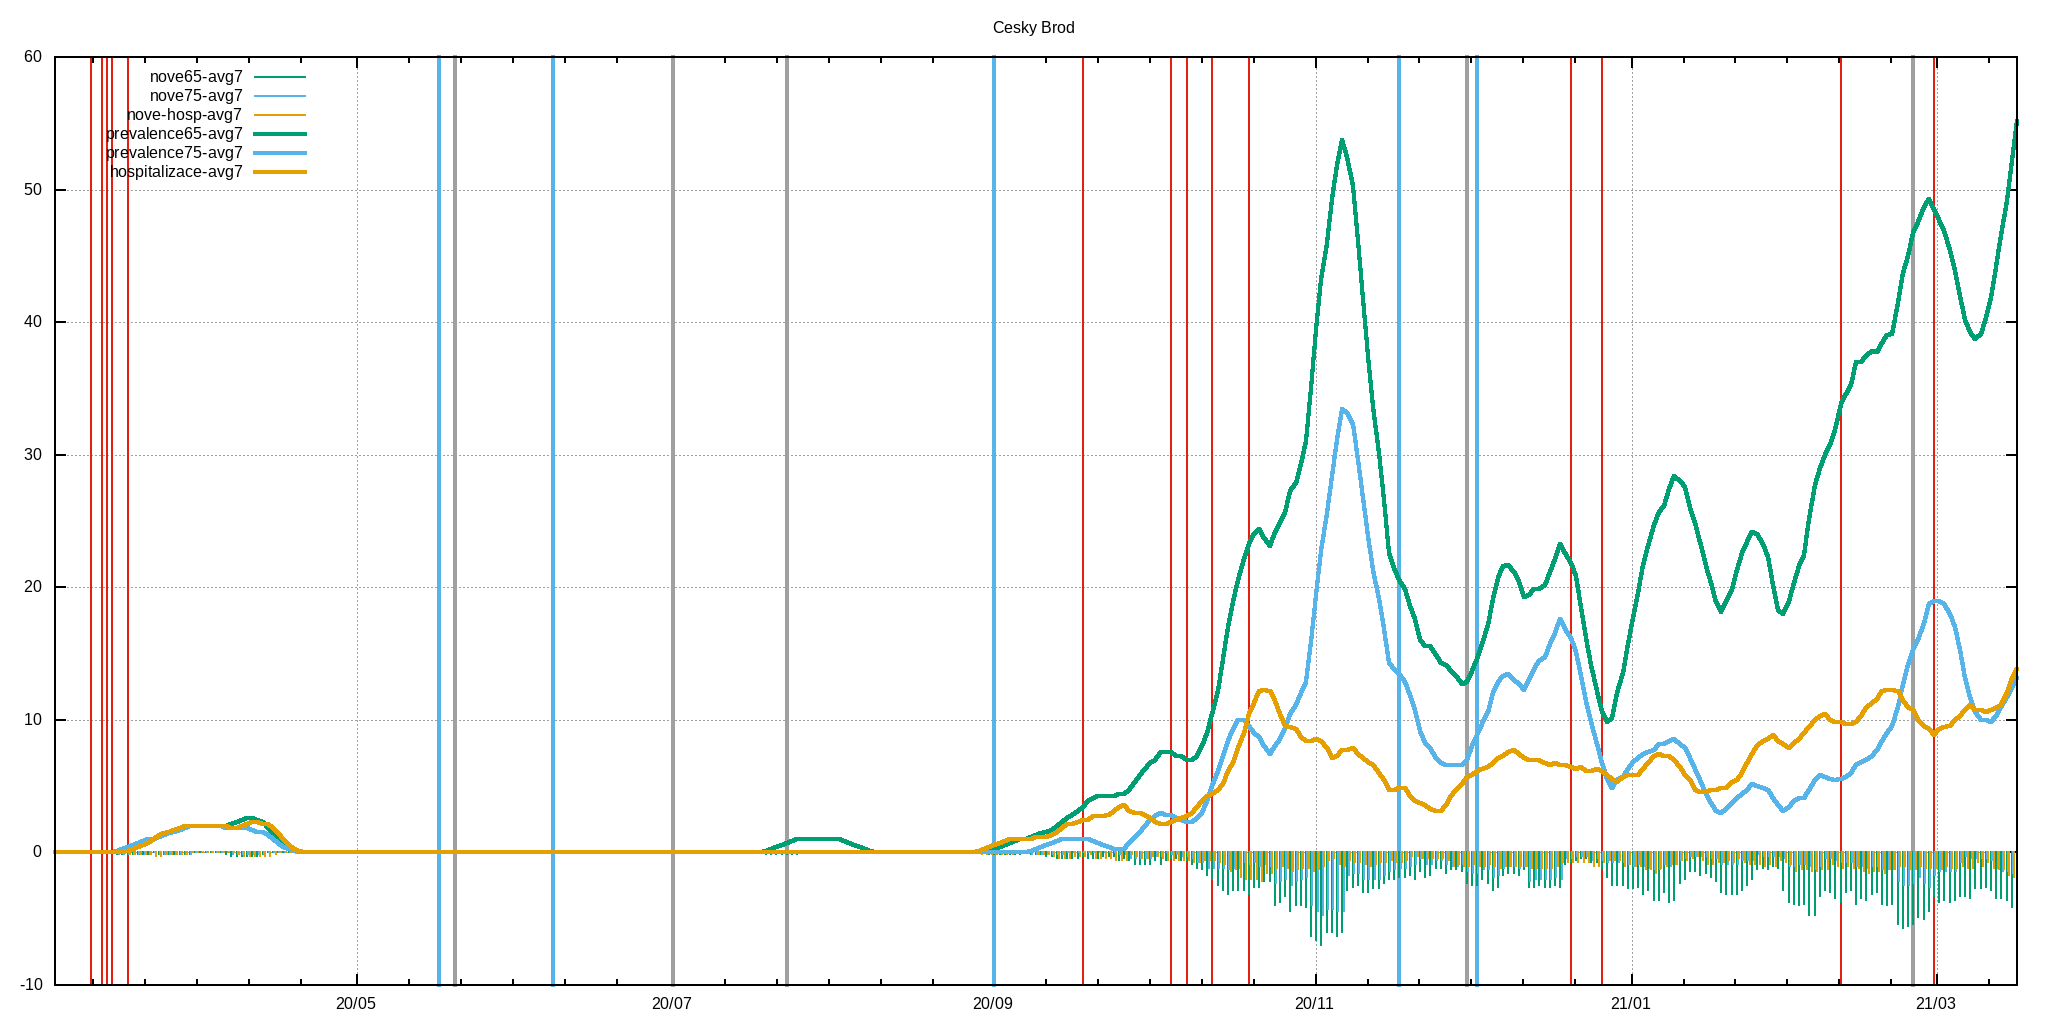 Cesky Brod
60
50
40
30
20
10
0
-10
nove65-avg7
nove75-avg7
nove-hosp-avg7
prevalence65-avg7
prevalence75-avg7
hospitalizace-avg7
20/05 20/07 20/09 20/11 21/01 21/03